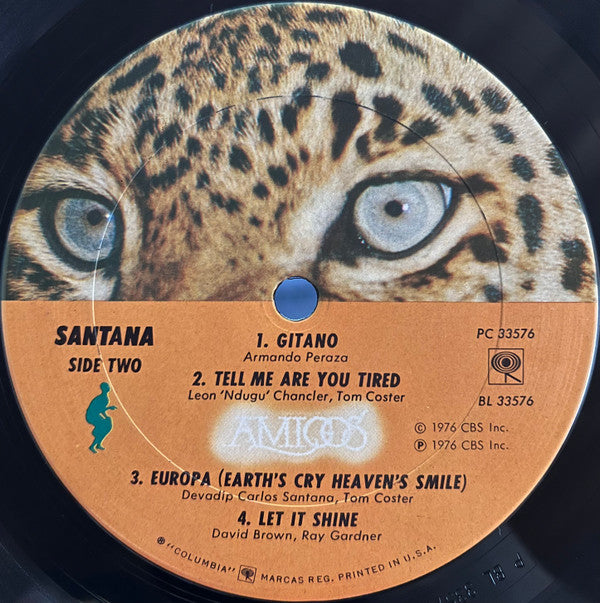 SANTANA
SIDE TWO
1. GITANO
Armando Peraza
2. TELL ME ARE YOU TIRED
Leon 'Ndugu' Chancler, Tom Coster
AMIGOS
3. EUROPA (EARTH'S CRY HEAVEN'S SMILE)
Devadip Carlos Santana, Tom Coster
4. LET IT SHINE
David Brown, Ray Gardner
PC 33576
BL 33576
© 1976 CBS Inc.
℗ 1976 CBS Inc.
® "COLUMBIA" MARCAS REG. PRINTED IN U.S.A.